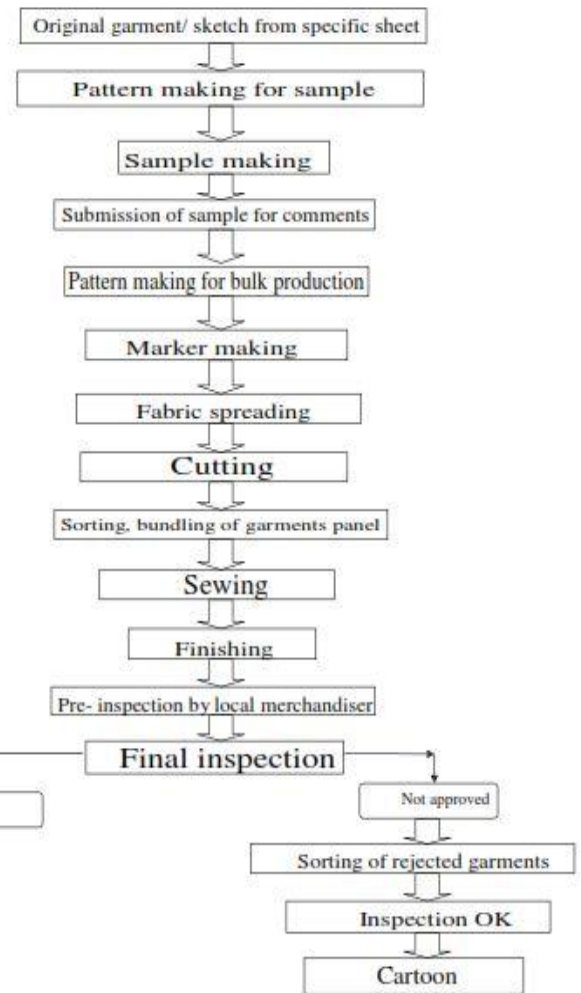 Original garment/ sketch from specific sheet
Pattern making for sample
Sample making
Submission of sample for comments
Pattern making for bulk production
Marker making
Fabric spreading
Cutting
Sorting, bundling of garments panel
Sewing
Finishing
Pre- inspection by local merchandiser
Final inspection
Not approved
Sorting of rejected garments
Inspection OK
Cartoon